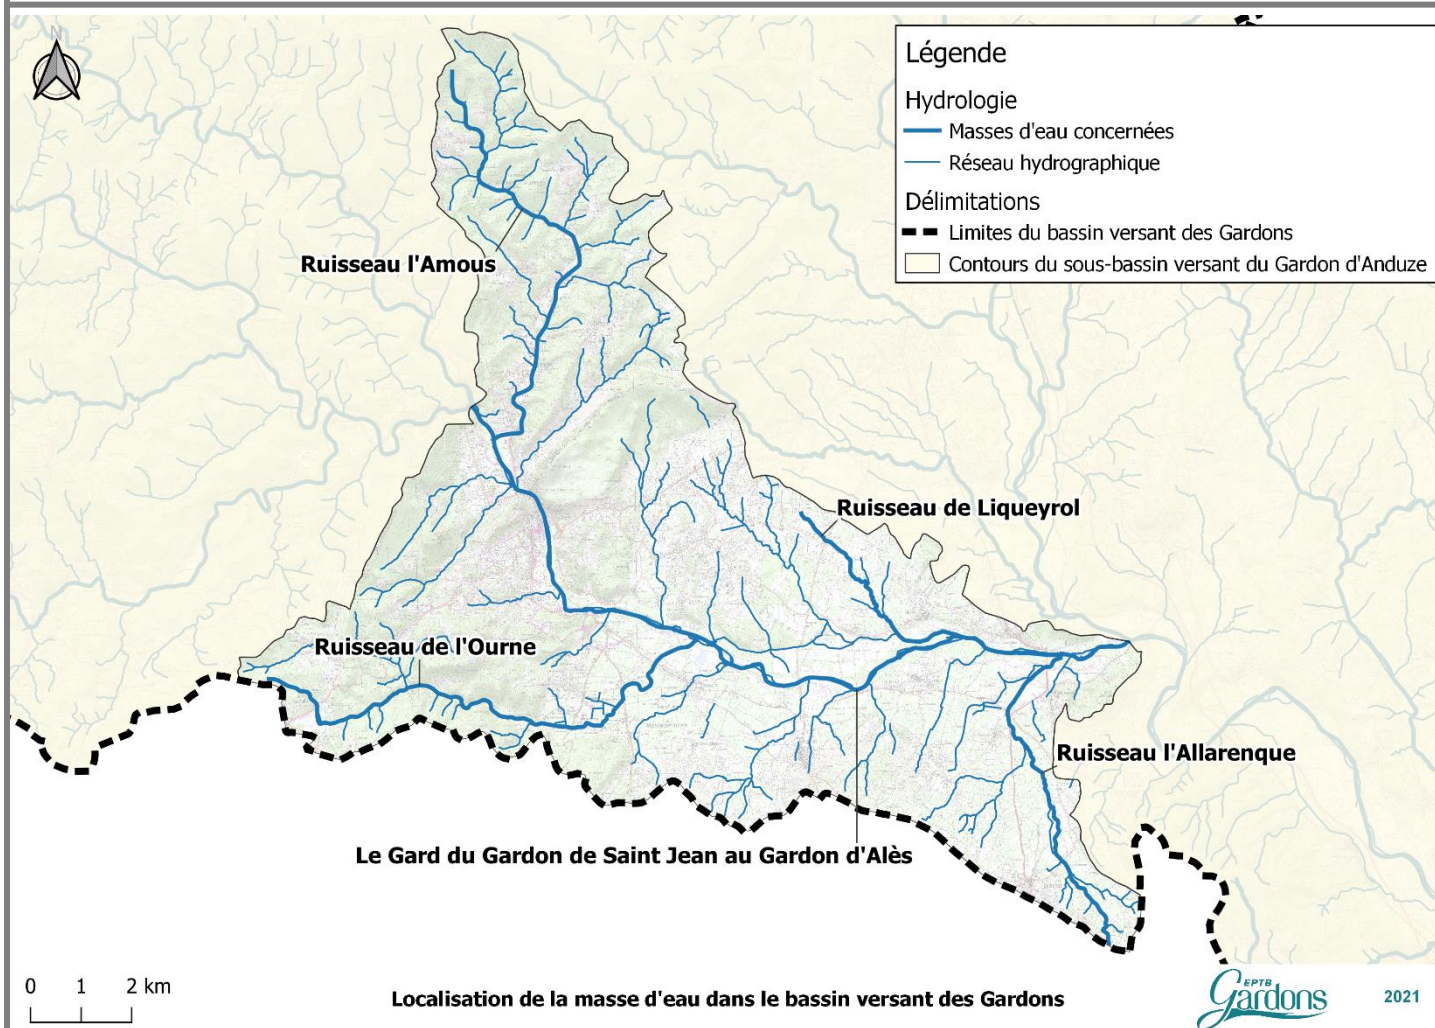 N
Légende
Hydrologie
Masses d'eau concernées
Réseau hydrographique
Délimitations
Limites du bassin versant des Gardons
Contours du sous-bassin versant du Gardon d'Anduze
Ruisseau l'Amous
Ruisseau de Liqueyrol
Ruisseau de l'Ourne
Ruisseau l'Allarenque
Le Gard du Gardon de Saint Jean au Gardon d'Alès
0 1 2 km
Localisation de la masse d'eau dans le bassin versant des Gardons
EPTB
Gardons
2021